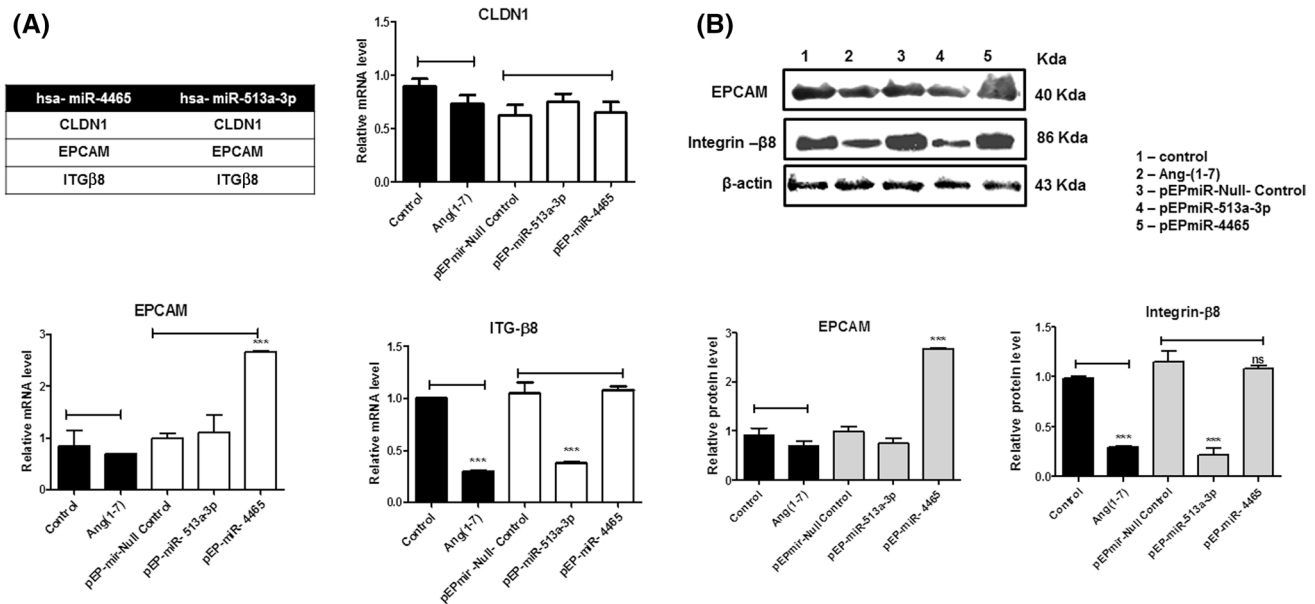 (A)
hsa- miR-4465 hsa- miR-513a-3p
CLDN1 CLDN1
EPCAM EPCAM
ITGβ8 ITGβ8
CLDN1
Relative mRNA level
1.5
1.0
0.5
0.0
Control
Ang(1-7)
pEPmir-Null Control
pEP-miR-513a-3p
pEP-miR-4465
(B)
1 2 3 4 5 Kda
EPCAM 40 Kda
Integrin –β8 86 Kda
β-actin 43 Kda
1 – control
2 – Ang-(1-7)
3 – pEPmiR-Null- Control
4 – pEPmiR-513a-3p
5 – pEPmiR-4465
EPCAM
Relative mRNA level
3
2
1
0
***
Control
Ang(1-7)
pEP-mir-Null Control
pEP-miR-513a-3p
pEP-miR- 4465
ITG-β8
Relative mRNA level
1.5
1.0
0.5
0.0
***
***
Control
Ang(1-7)
pEPmir -Null- Control
pEP-miR- 513a-3p
pEP-miR- 4465
EPCAM
Relative protein level
3
2
1
0
***
Control
Ang(1-7)
pEPmir -Null Control
pEP-miR-513a-3p
pEP-miR- 4465
Integrin-β8
Relative protein level
1.5
1.0
0.5
0.0
***
***
ns
Control
Ang(1-7)
pEPmir-Null Control
pEP-miR- 513a-3p
pEP-miR- 4465